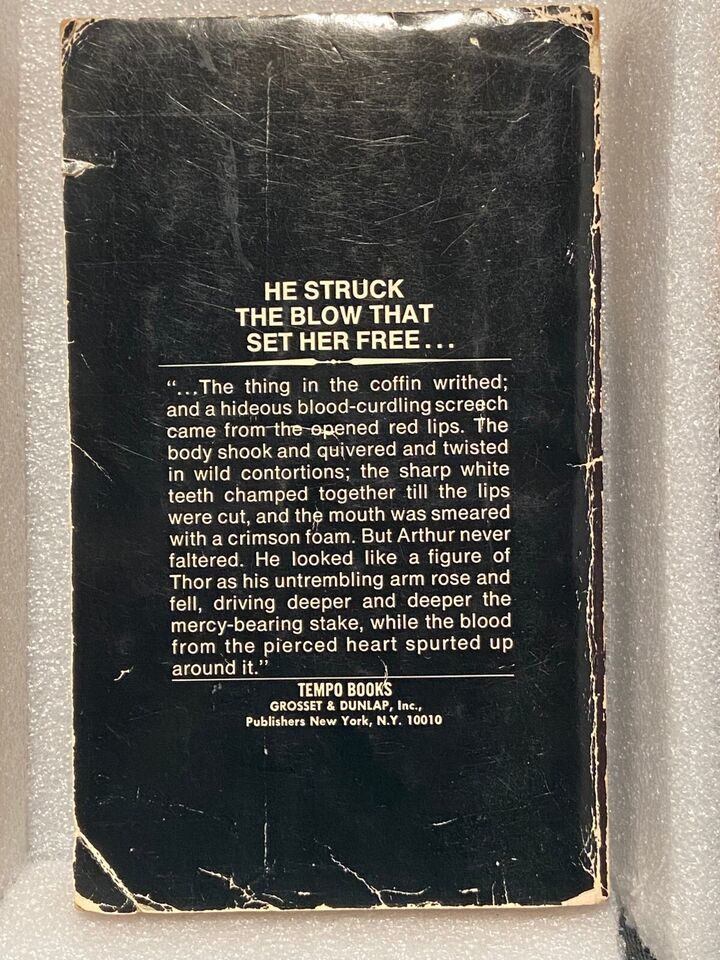 HE STRUCK
THE BLOW THAT
SET HER FREE...
“...The thing in the coffin writhed;
and a hideous blood-curdling screech
came from the opened red lips. The
body shook and quivered and twisted
in wild contortions; the sharp white
teeth champed together till the lips
were cut, and the mouth was smeared
with a crimson foam. But Arthur never
faltered. He looked like a figure of
Thor as his untrembling arm rose and
fell, driving deeper and deeper the
mercy-bearing stake, while the blood
from the pierced heart spurted up
around it.”
TEMPO BOOKS
GROSSET & DUNLAP, Inc.,
Publishers New York, N.Y. 10010